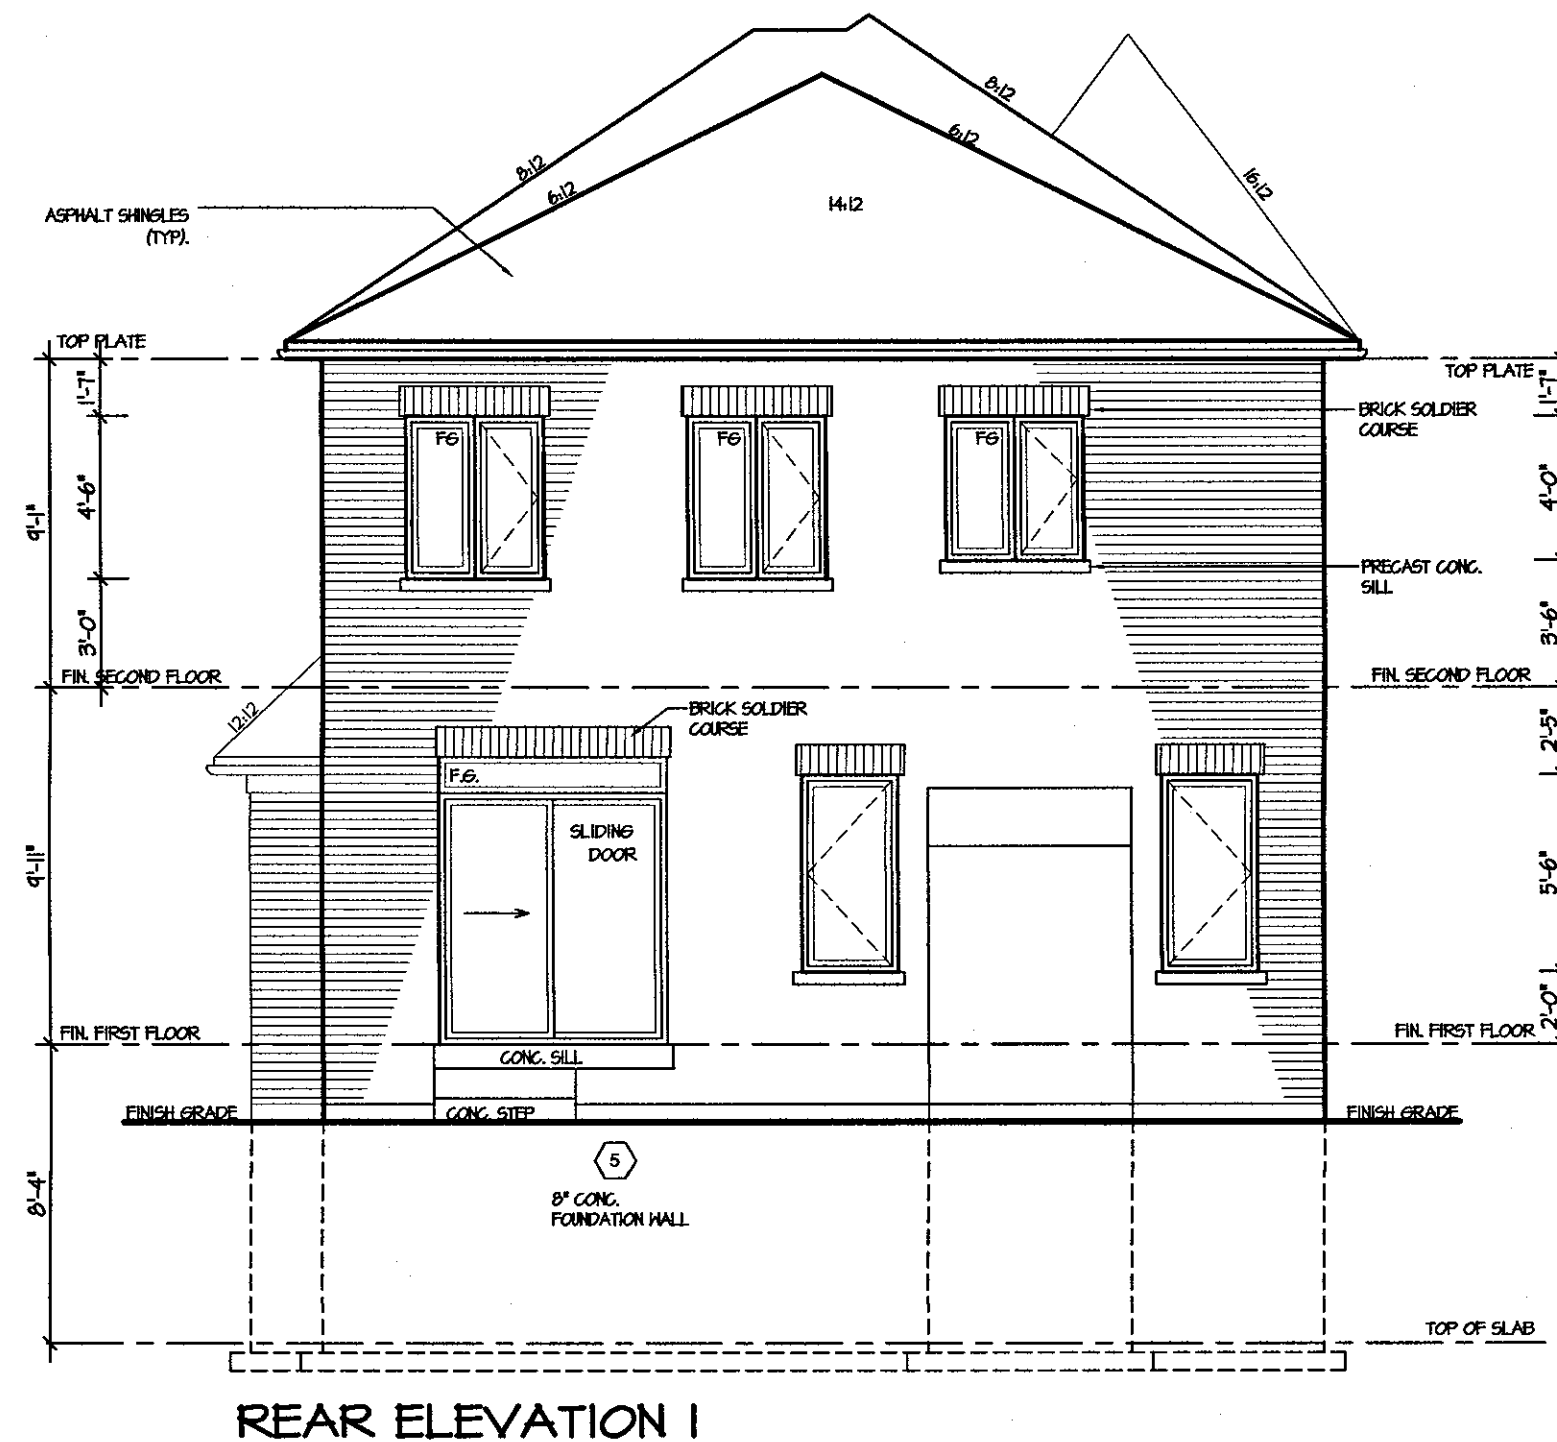 8:12
8:12
6:12
6:12
14:12
16:12
ASPHALT SHINGLES
(TYP).
TOP PLATE
TOP PLATE
1'-7"
1'-7"
BRICK SOLDIER
COURSE
FG
FG
FG
4'-6"
9'-1"
4'-0"
PRECAST CONC.
SILL
3'-0"
3'-6"
FIN. SECOND FLOOR
FIN. SECOND FLOOR
12:12
BRICK SOLDIER
COURSE
2'-5"
F.G.
SLIDING
DOOR
9'-11"
5'-6"
2'-0"
FIN. FIRST FLOOR
FIN. FIRST FLOOR
CONC. SILL
FINISH GRADE
CONC. STEP
FINISH GRADE
5
8'-4"
8" CONC.
FOUNDATION WALL
TOP OF SLAB
REAR ELEVATION 1